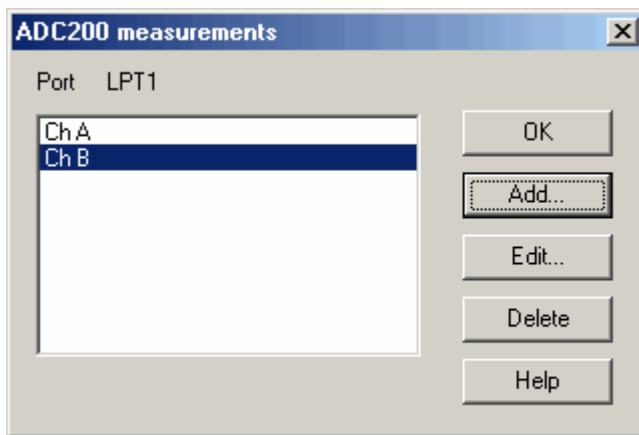 ADC200 measurements
Port LPT1
Ch A
Ch B
OK
Add...
Edit...
Delete
Help